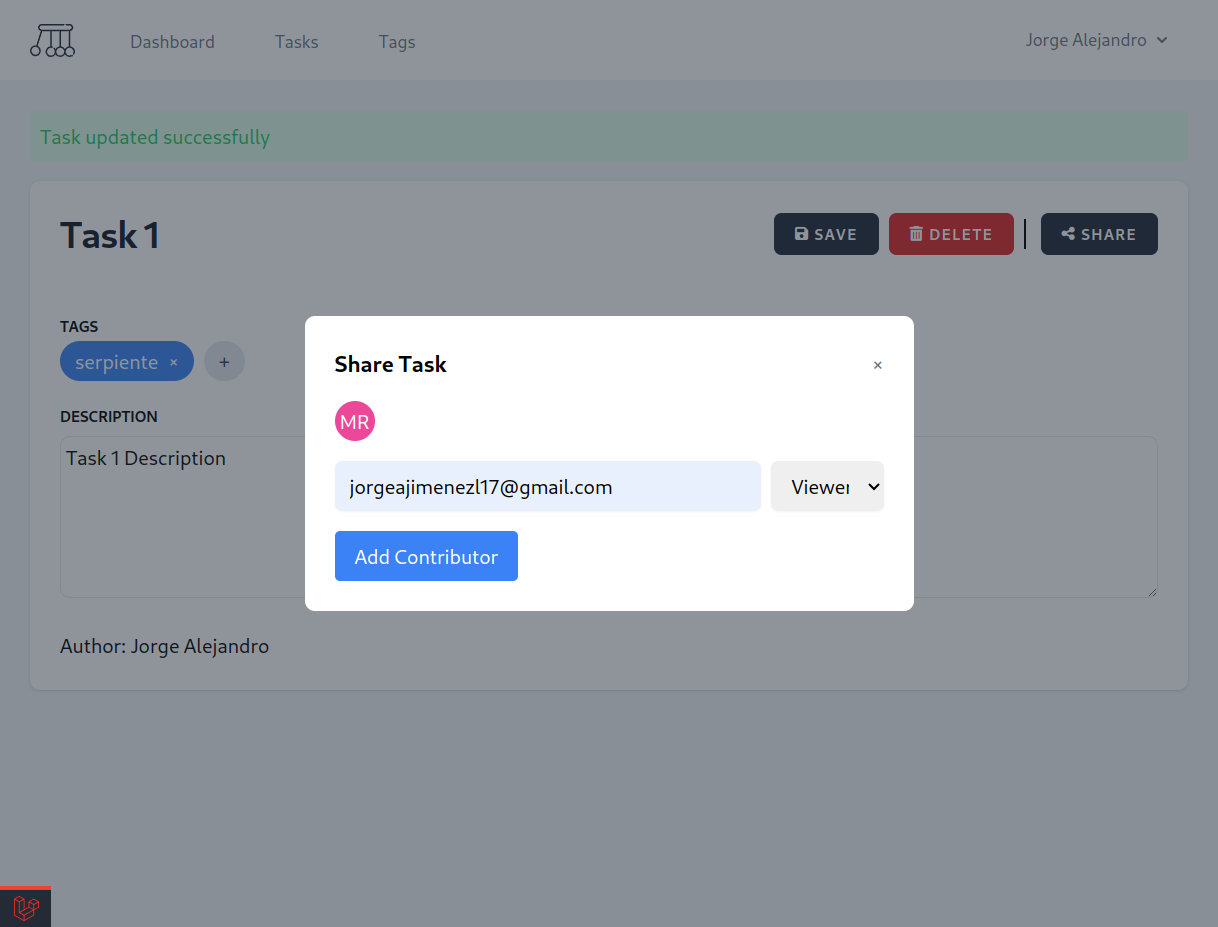 Dashboard Tasks Tags Jorge Alejandro
Task updated successfully
Task 1 SAVE DELETE SHARE
TAGS
serpiente × +
DESCRIPTION
Task 1 Description
Share Task ×
MR
jorgeajimenezl17@gmail.com Viewer
Add Contributor
Author: Jorge Alejandro